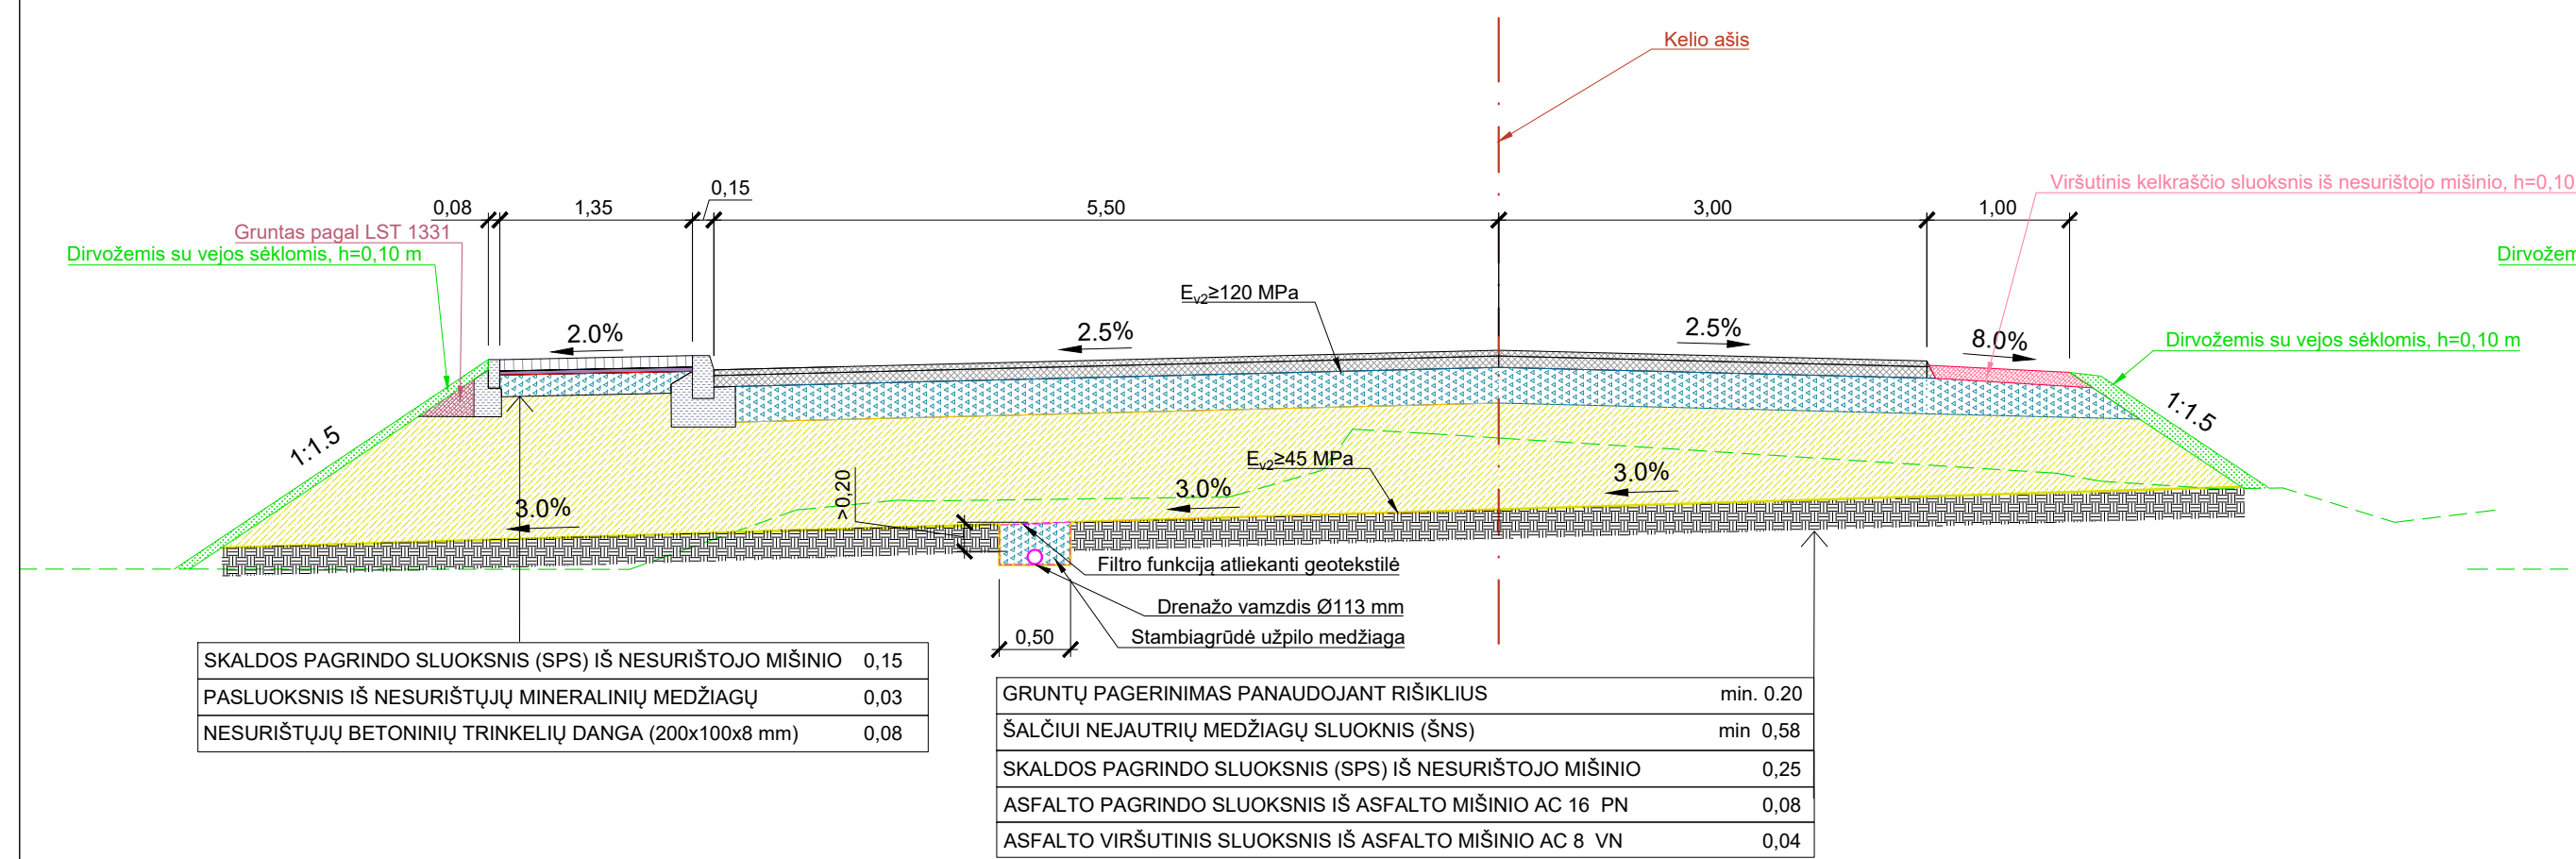 Kelio ašis
Viršutinis kelkraščio sluoksnis iš nesurištojo mišinio, h=0,10
0,15
0,08
1,35
5,50
3,00
1,00
Gruntas pagal LST 1331
Dirvožemis su vejos sėklomis, h=0,10 m
Dirvožem
Ev2≥120 MPa
2.0%
2.5%
2.5%
8.0%
Dirvožemis su vejos sėklomis, h=0,10 m
1:1.5
1:1.5
Ev2≥45 MPa
>0,20
3.0%
3.0%
3.0%
Filtro funkciją atliekanti geotekstilė
Drenažo vamzdis Ø113 mm
Stambiagrūdė užpilo medžiaga
0,50
SKALDOS PAGRINDO SLUOKSNIS (SPS) IŠ NESURIŠTOJO MIŠINIO 0,15
PASLUOKSNIS IŠ NESURIŠTŲJŲ MINERALINIŲ MEDŽIAGŲ 0,03
NESURIŠTŲJŲ BETONINIŲ TRINKELIŲ DANGA (200x100x8 mm) 0,08
GRUNTŲ PAGERINIMAS PANAUDOJANT RIŠIKLIUS min. 0.20
ŠALČIUI NEJAUTRIŲ MEDŽIAGŲ SLUOKNIS (ŠNS) min 0,58
SKALDOS PAGRINDO SLUOKSNIS (SPS) IŠ NESURIŠTOJO MIŠINIO 0,25
ASFALTO PAGRINDO SLUOKSNIS IŠ ASFALTO MIŠINIO AC 16 PN 0,08
ASFALTO VIRŠUTINIS SLUOKSNIS IŠ ASFALTO MIŠINIO AC 8 VN 0,04